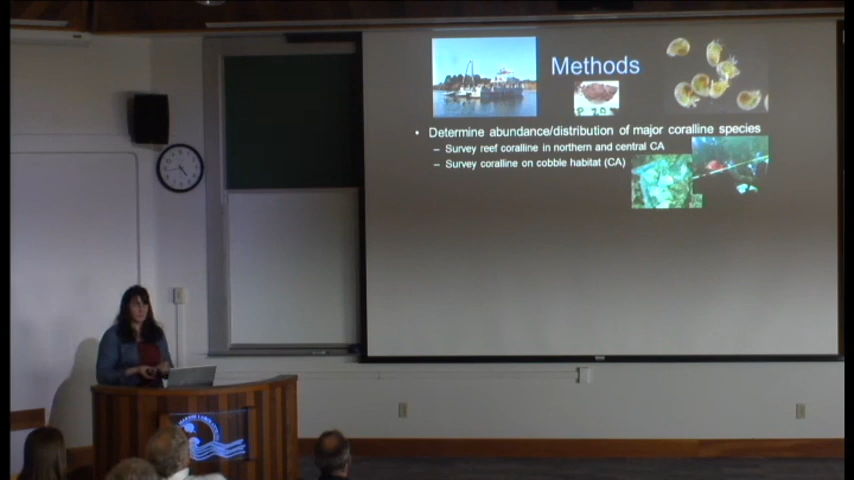 Methods
• Determine abundance/distribution of major coralline species
– Survey reef coralline in northern and central CA
– Survey coralline on cobble habitat (CA)